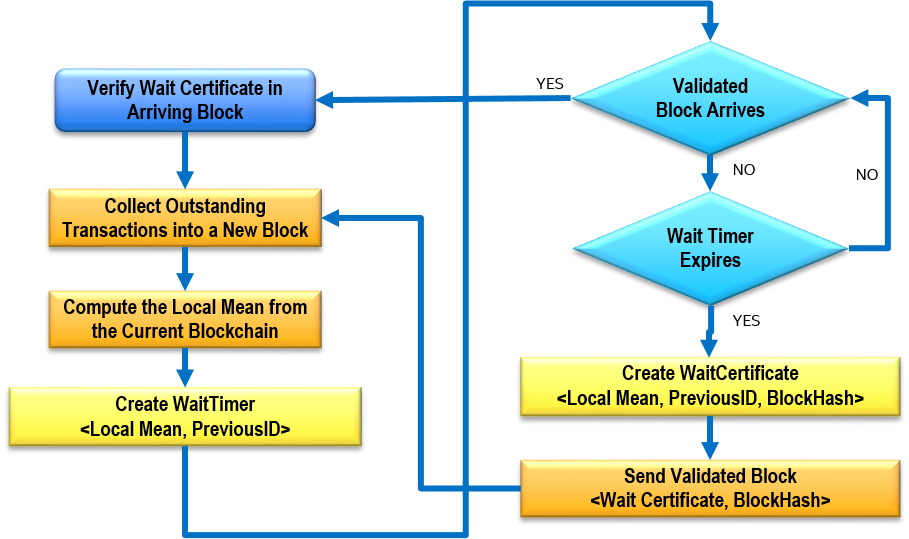 Verify Wait Certificate in
Arriving Block
Collect Outstanding
Transactions into a New Block
Compute the Local Mean from
the Current Blockchain
Create WaitTimer
<Local Mean, PreviousID>
YES
Validated
Block Arrives
NO
NO
Wait Timer
Expires
YES
Create WaitCertificate
<Local Mean, PreviousID, BlockHash>
Send Validated Block
<Wait Certificate, BlockHash>